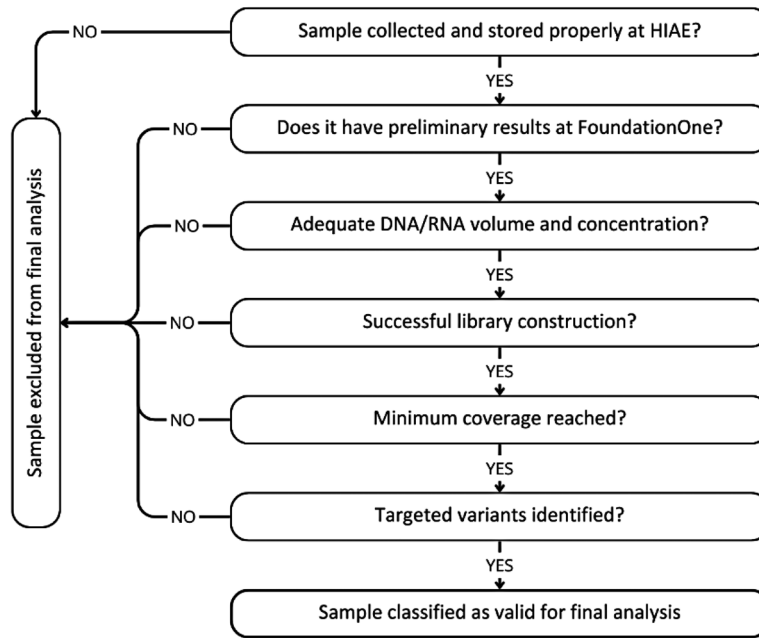 Sample collected and stored properly at HIAE?
NO
YES
Does it have preliminary results at FoundationOne?
NO
YES
Adequate DNA/RNA volume and concentration?
NO
YES
Sample excluded from final analysis
Successful library construction?
NO
YES
Minimum coverage reached?
NO
YES
Targeted variants identified?
NO
YES
Sample classified as valid for final analysis